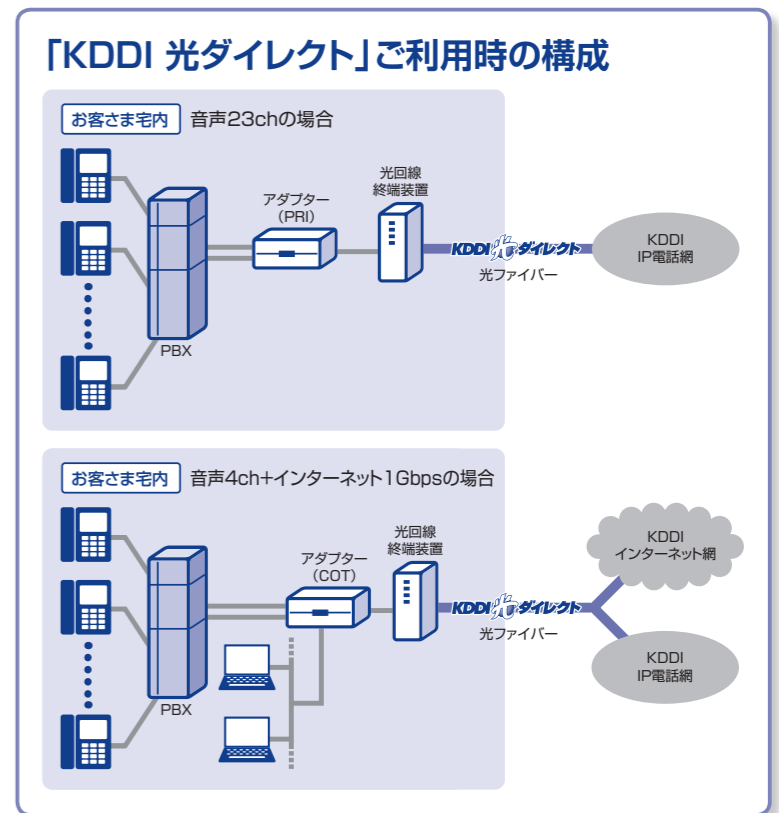 「KDDI 光ダイレクト」ご利用時の構成
お客さま宅内 音声23chの場合
光回線
終端装置
アダプター
(PRI)
KDDI光ダイレクト
光ファイバー
KDDI
IP電話網
PBX
お客さま宅内 音声4ch+インターネット1Gbpsの場合
光回線
終端装置
アダプター
(COT)
KDDI
インターネット網
KDDI光ダイレクト
光ファイバー
KDDI
IP電話網
PBX